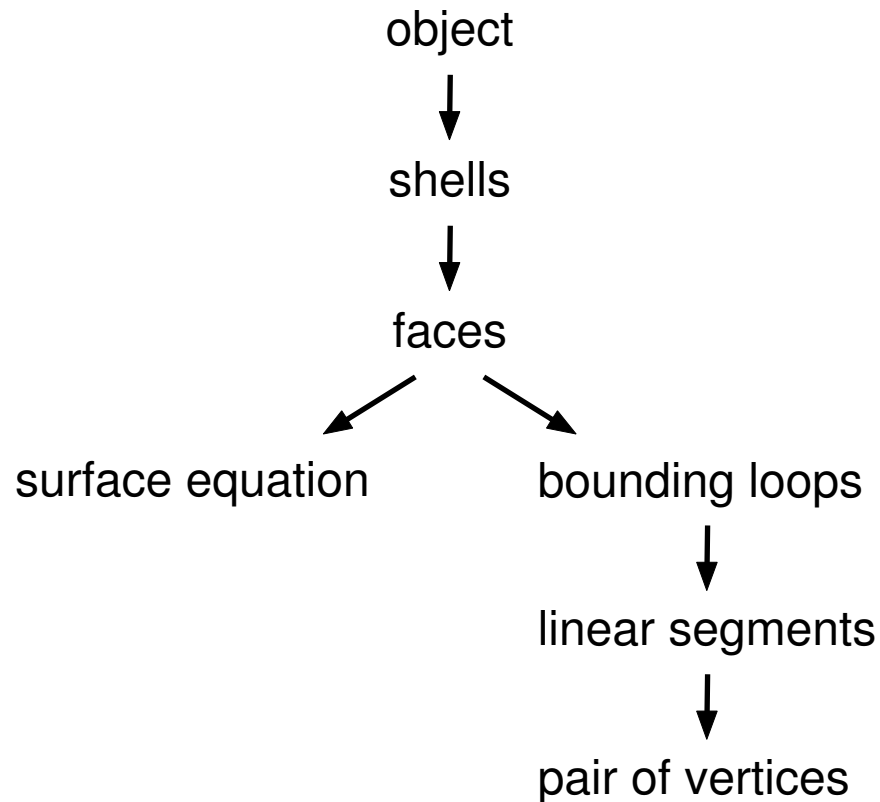 object
shells
faces
surface equation
bounding loops
linear segments
pair of vertices